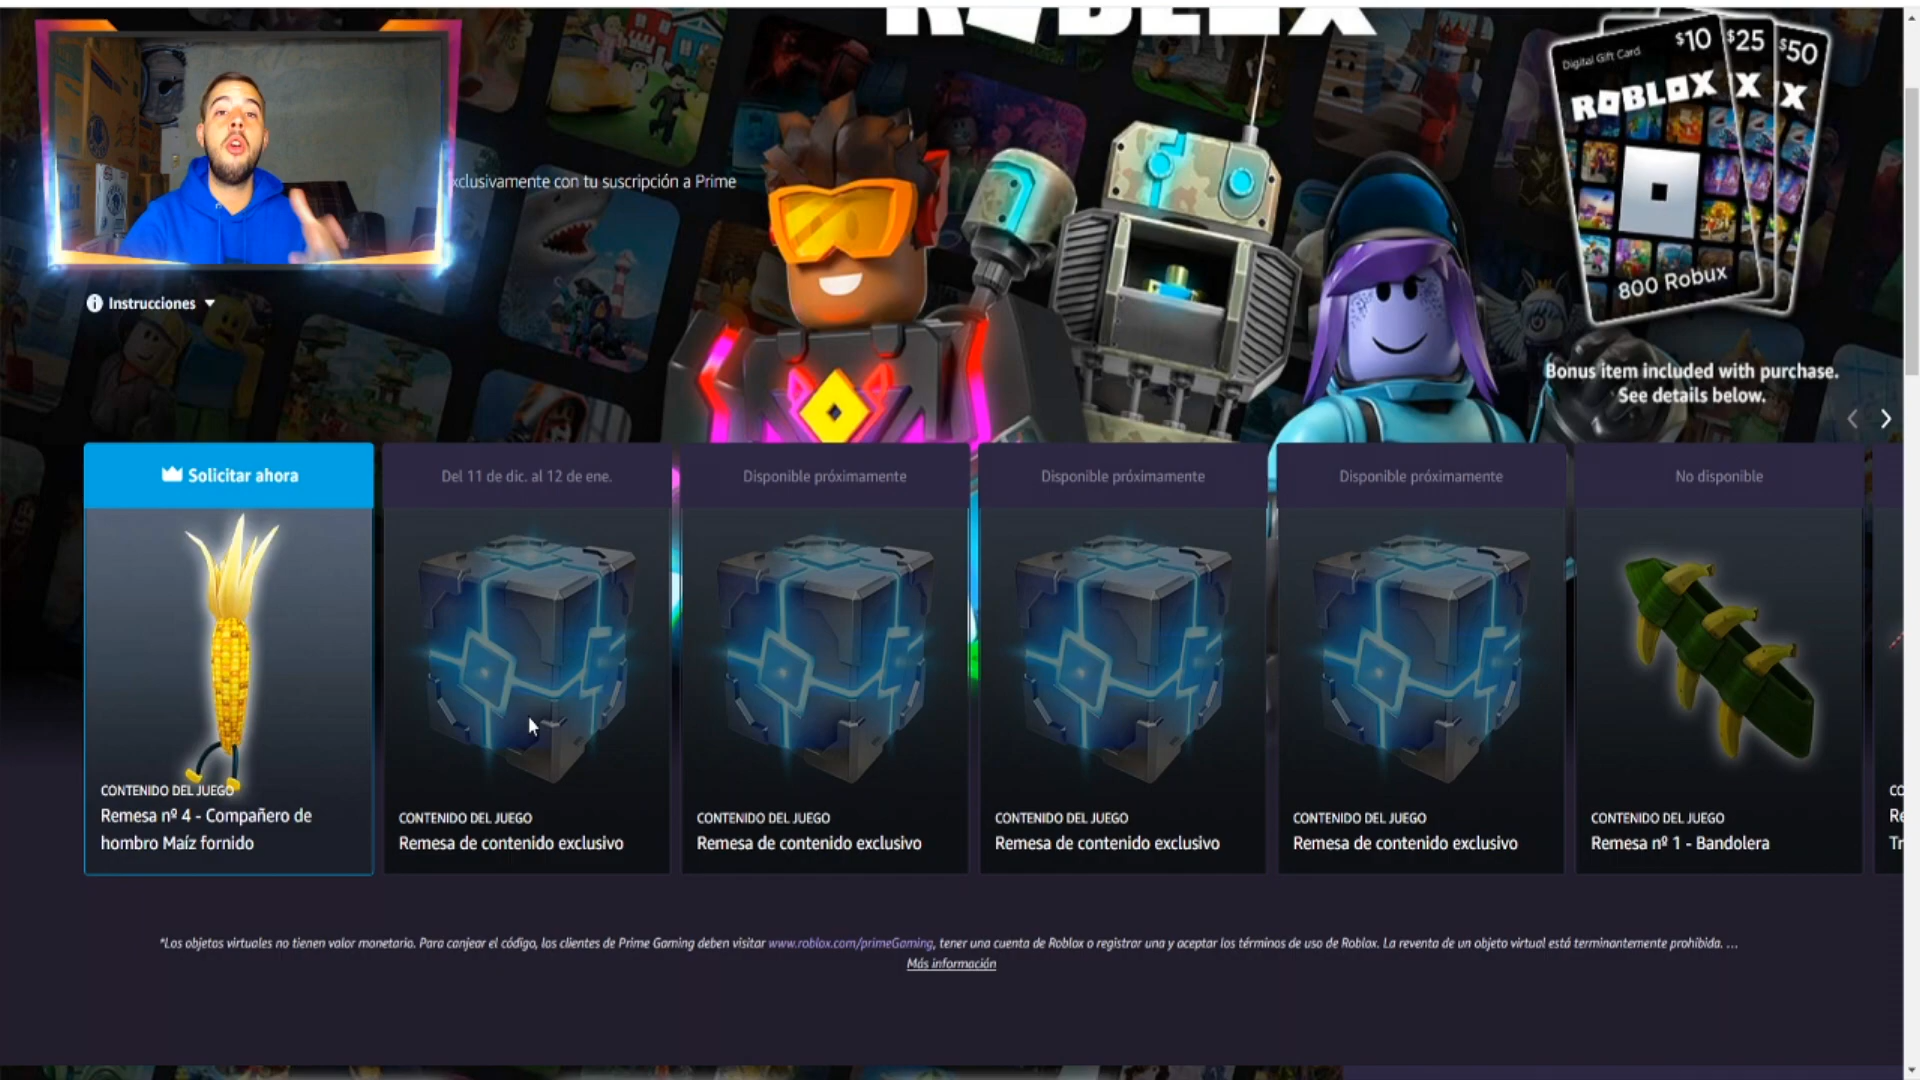 ROBLOX
Digital Gift Card
$10
$25
$50
ROBLOX
X
X
800 Robux
xclusivamente con tu suscripción a Prime
Instrucciones
Bonus item included with purchase.
See details below.
Solicitar ahora
Del 11 de dic. al 12 de ene.
Disponible próximamente
Disponible próximamente
Disponible próximamente
No disponible
CONTENIDO DEL JUEGO
Remesa nº 4 - Compañero de
hombro Maíz fornido
CONTENIDO DEL JUEGO
Remesa de contenido exclusivo
CONTENIDO DEL JUEGO
Remesa de contenido exclusivo
CONTENIDO DEL JUEGO
Remesa de contenido exclusivo
CONTENIDO DEL JUEGO
Remesa de contenido exclusivo
CONTENIDO DEL JUEGO
Remesa nº 1 - Bandolera
CO
Re
Tr
*Los objetos virtuales no tienen valor monetario. Para canjear el código, los clientes de Prime Gaming deben visitar www.roblox.com/primeGaming, tener una cuenta de Roblox o registrar una y aceptar los términos de uso de Roblox. La reventa de un objeto virtual está terminantemente prohibida. ...
Más información